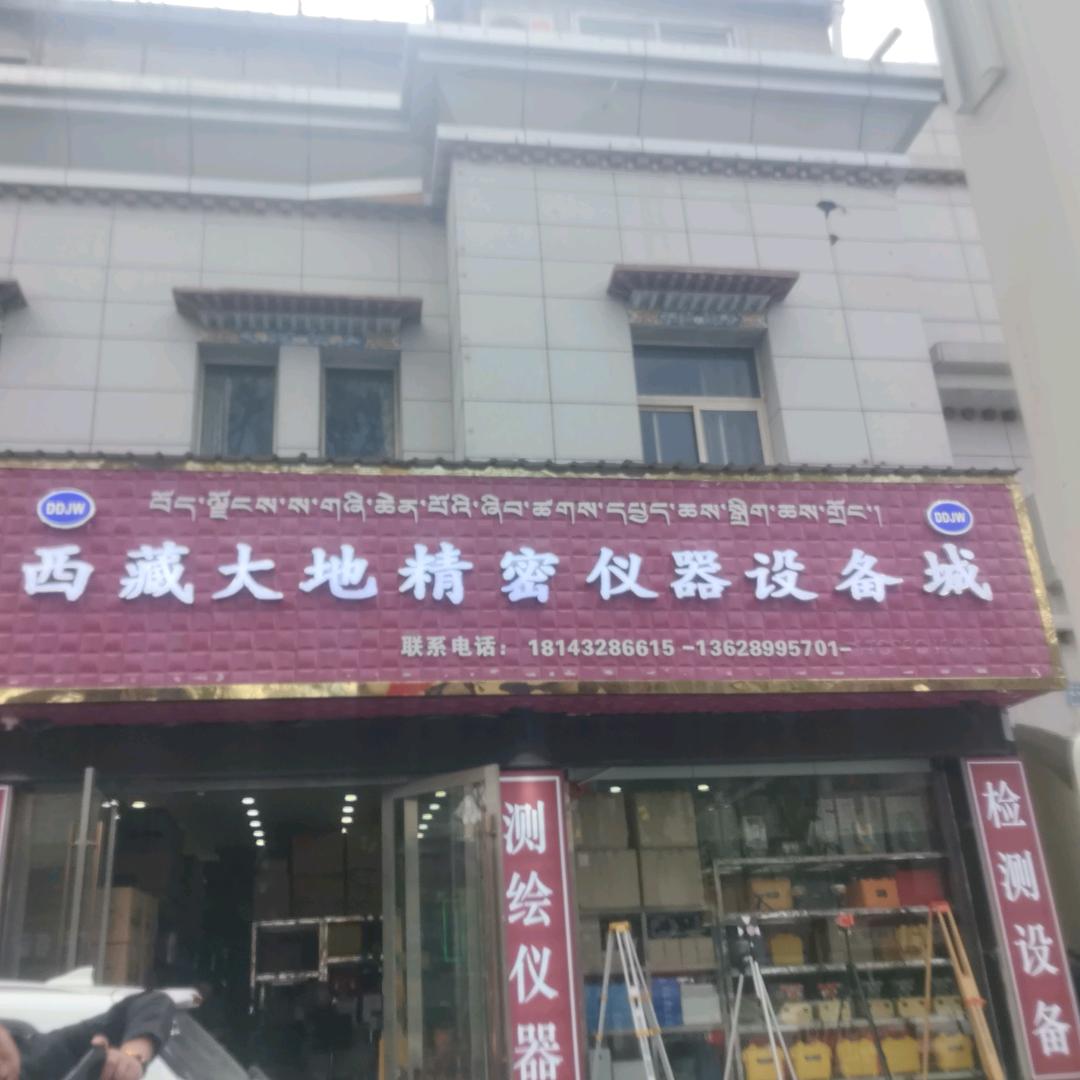 བོད་ལྗོངས་ས་གཞི་ཆེན་པོའི་ཞིབ་ཚགས་དཔྱད་ཆས་སྒྲིག་ཆས་གྲོང་།
DDJW
DDJW
西藏大地精密仪器设备城
联系电话： 18143286615 -13628995701-
测绘仪器
检测设备